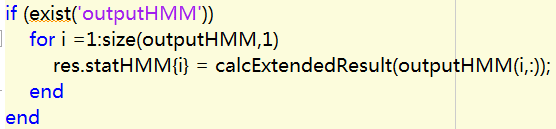 if (exist('outputHMM'))
    for i =1:size(outputHMM,1)
        res.statHMM{i} = calcExtendedResult(outputHMM(i,:));
    end
end